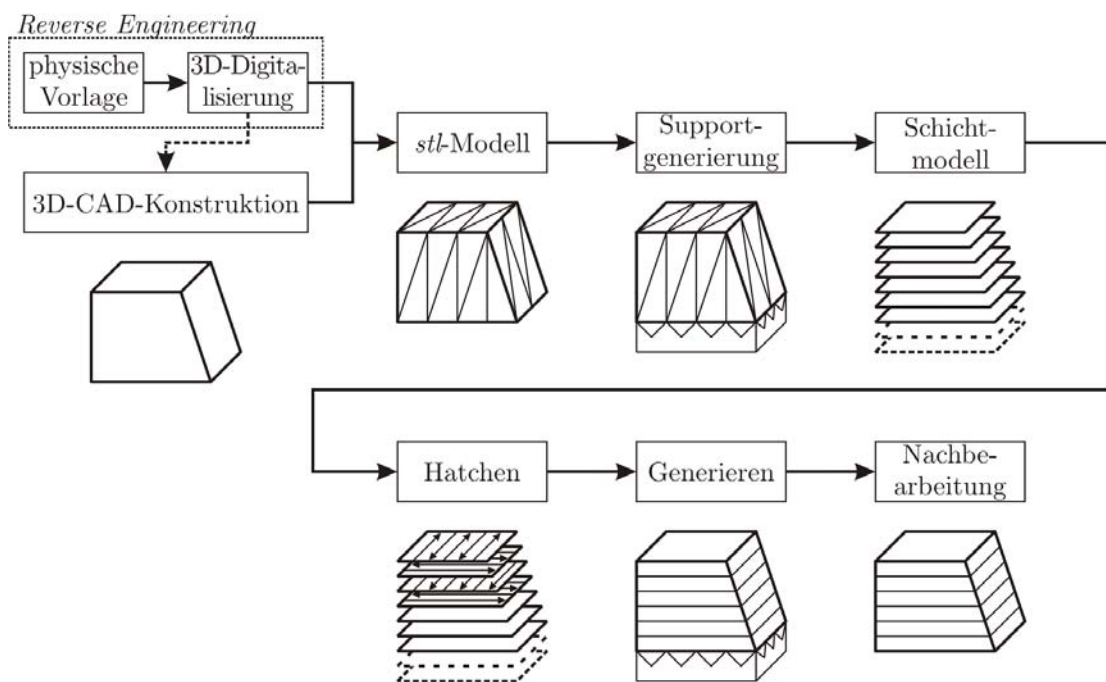 Reverse Engineering
physische
Vorlage
3D-Digita-
lisierung
3D-CAD-Konstruktion
stl-Modell
Support-
generierung
Schicht-
modell
Hatchen
Generieren
Nachbe-
arbeitung